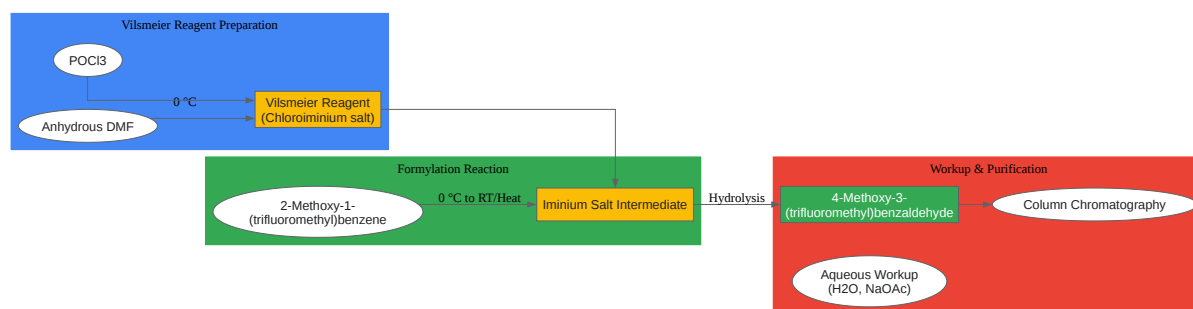 Vilsmeier Reagent Preparation
POCl3
0 °C
Vilsmeier Reagent
(Chloroiminium salt)
Anhydrous DMF
Formylation Reaction
2-Methoxy-1-
(trifluoromethyl)benzene
0 °C to RT/Heat
Iminium Salt Intermediate
Hydrolysis
Workup & Purification
4-Methoxy-3-
(trifluoromethyl)benzaldehyde
Column Chromatography
Aqueous Workup
(H2O, NaOAc)